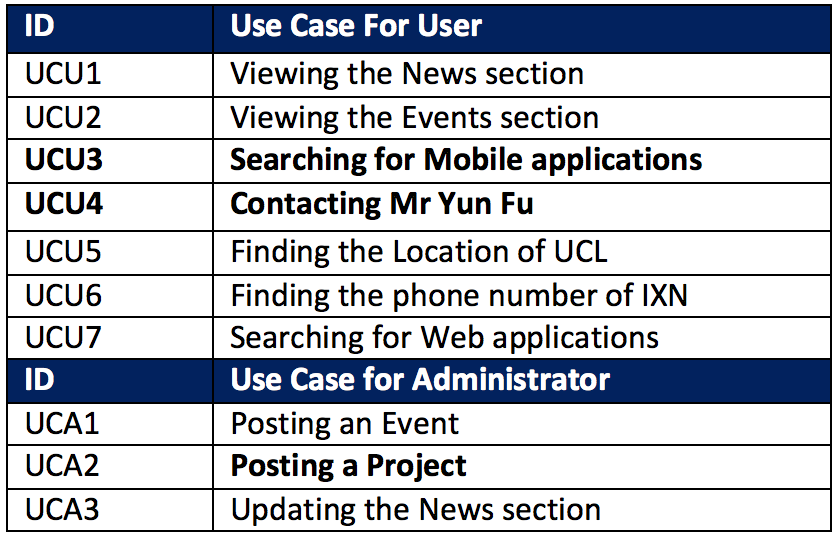 ID Use Case For User
UCU1 Viewing the News section
UCU2 Viewing the Events section
UCU3 Searching for Mobile applications
UCU4 Contacting Mr Yun Fu
UCU5 Finding the Location of UCL
UCU6 Finding the phone number of IXN
UCU7 Searching for Web applications
ID Use Case for Administrator
UCA1 Posting an Event
UCA2 Posting a Project
UCA3 Updating the News section